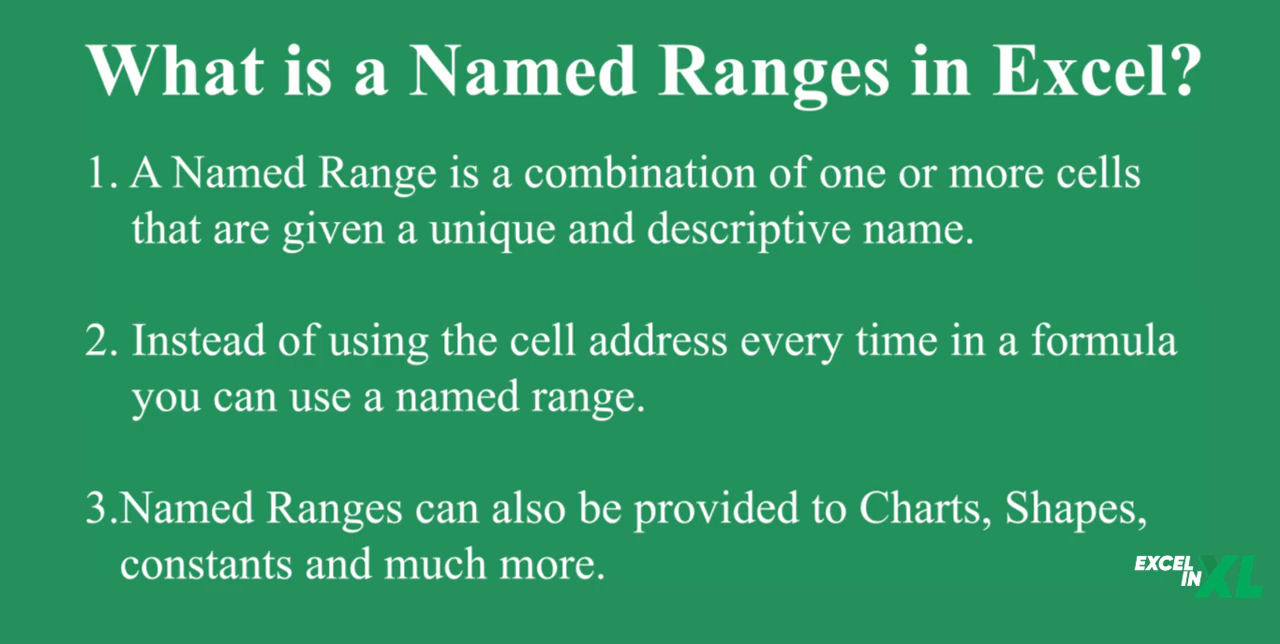 What is a Named Ranges in Excel?
1. A Named Range is a combination of one or more cells
that are given a unique and descriptive name.
2. Instead of using the cell address every time in a formula
you can use a named range.
3.Named Ranges can also be provided to Charts, Shapes,
constants and much more.
EXCEL
IN XL